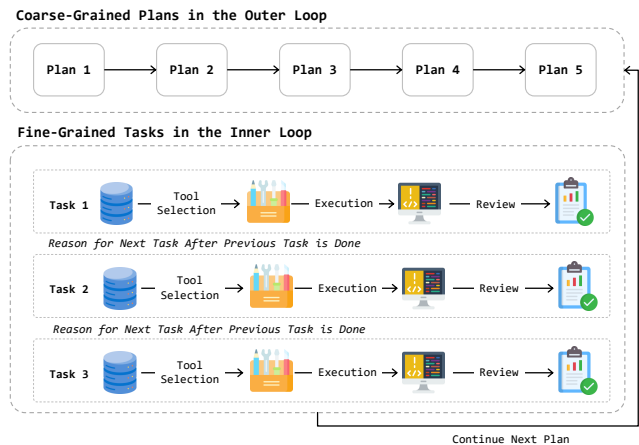 Coarse-Grained Plans in the Outer Loop
Plan 1
Plan 2
Plan 3
Plan 4
Plan 5
Fine-Grained Tasks in the Inner Loop
Task 1
Tool
Selection
Execution
Review
Reason for Next Task After Previous Task is Done
Task 2
Tool
Selection
Execution
Review
Reason for Next Task After Previous Task is Done
Task 3
Tool
Selection
Execution
Review
Continue Next Plan